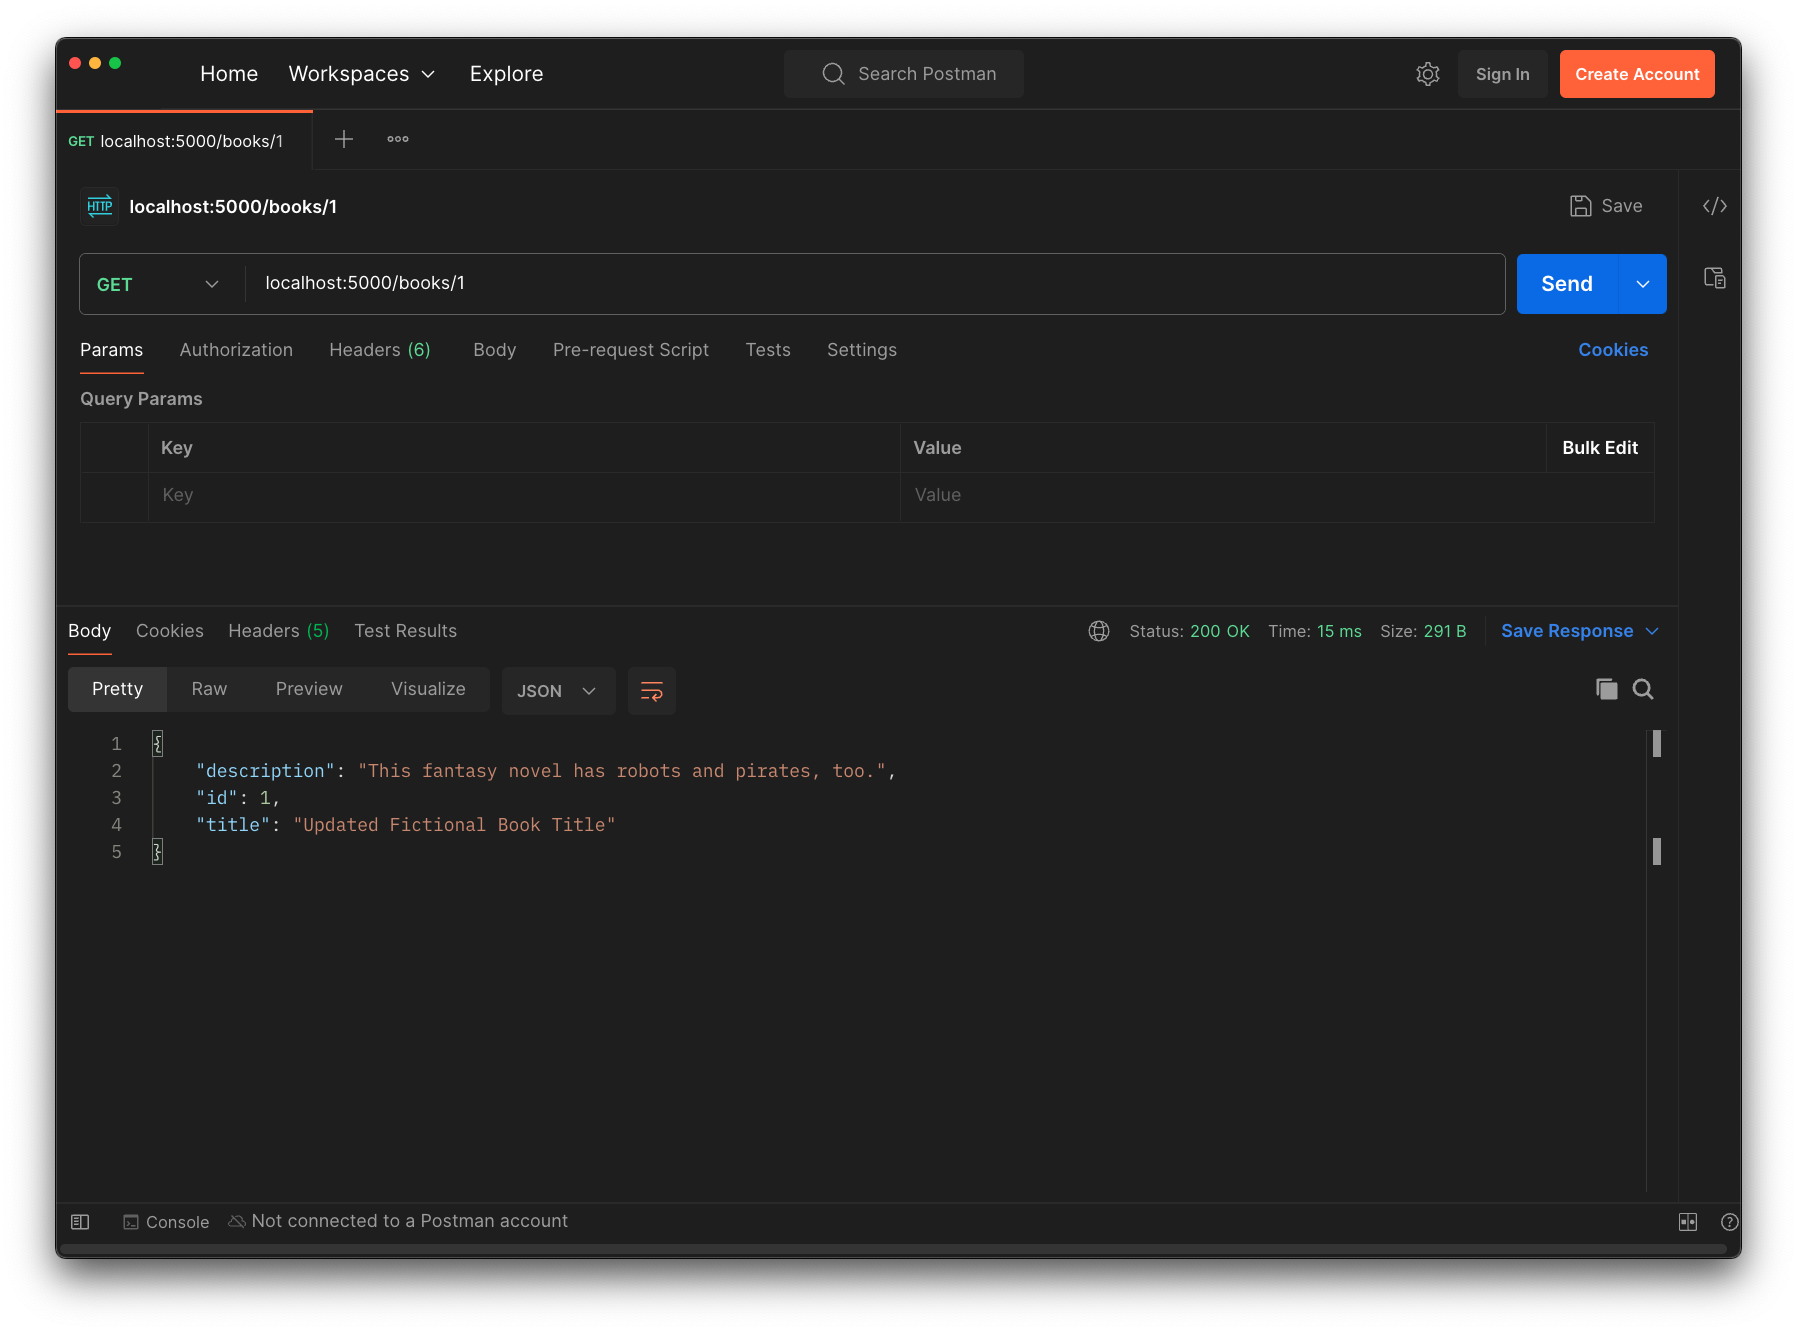 Home Workspaces Explore Search Postman Sign In Create Account
GET localhost:5000/books/1
HTTP localhost:5000/books/1 Save </>
GET localhost:5000/books/1 Send
Params Authorization Headers (6) Body Pre-request Script Tests Settings Cookies
Query Params
Key Value Bulk Edit
Key Value
Body Cookies Headers (5) Test Results Status: 200 OK Time: 15 ms Size: 291 B Save Response
Pretty Raw Preview Visualize JSON
1 {
2 "description": "This fantasy novel has robots and pirates, too.",
3 "id": 1,
4 "title": "Updated Fictional Book Title"
5 }
Console Not connected to a Postman account